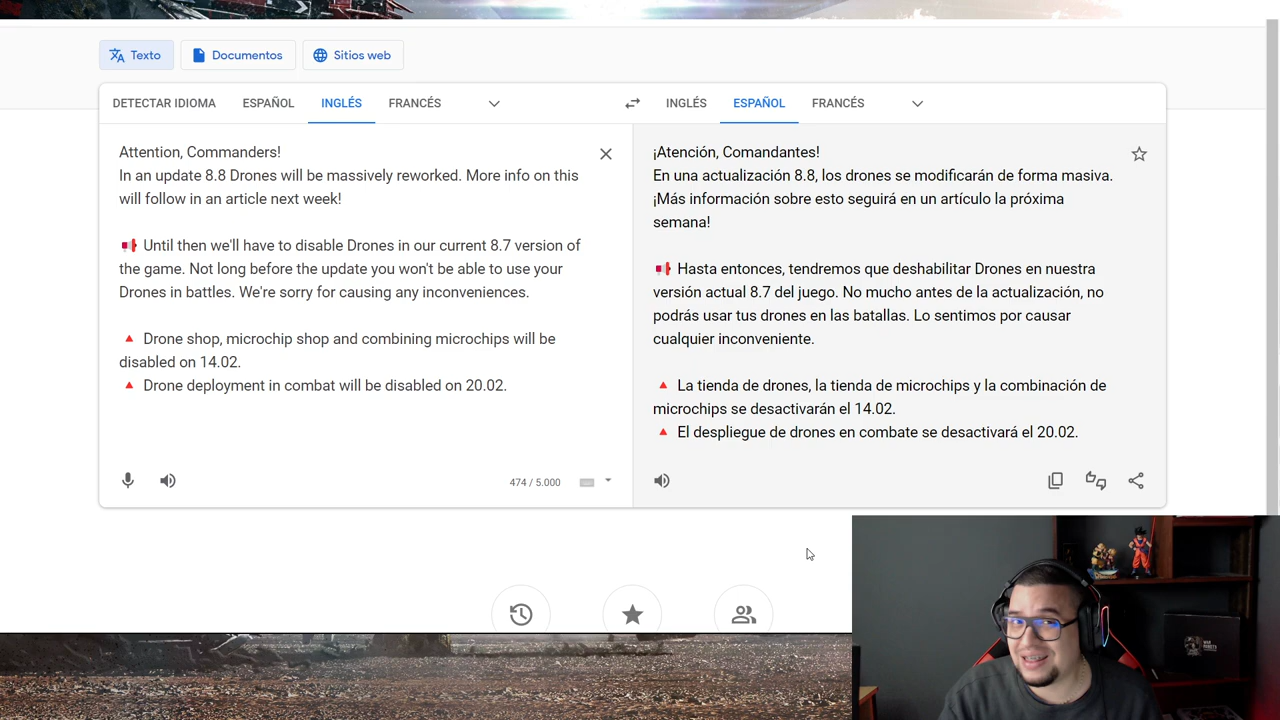 Texto
Documentos
Sitios web
DETECTAR IDIOMA ESPAÑOL INGLÉS FRANCÉS
INGLÉS ESPAÑOL FRANCÉS
Attention, Commanders!
In an update 8.8 Drones will be massively reworked. More info on this
will follow in an article next week!
Until then we'll have to disable Drones in our current 8.7 version of
the game. Not long before the update you won't be able to use your
Drones in battles. We're sorry for causing any inconveniences.
Drone shop, microchip shop and combining microchips will be
disabled on 14.02.
Drone deployment in combat will be disabled on 20.02.
474 / 5.000
¡Atención, Comandantes!
En una actualización 8.8, los drones se modificarán de forma masiva.
¡Más información sobre esto seguirá en un artículo la próxima
semana!
Hasta entonces, tendremos que deshabilitar Drones en nuestra
versión actual 8.7 del juego. No mucho antes de la actualización, no
podrás usar tus drones en las batallas. Lo sentimos por causar
cualquier inconveniente.
La tienda de drones, la tienda de microchips y la combinación de
microchips se desactivarán el 14.02.
El despliegue de drones en combate se desactivará el 20.02.
WAR
ROBOTS